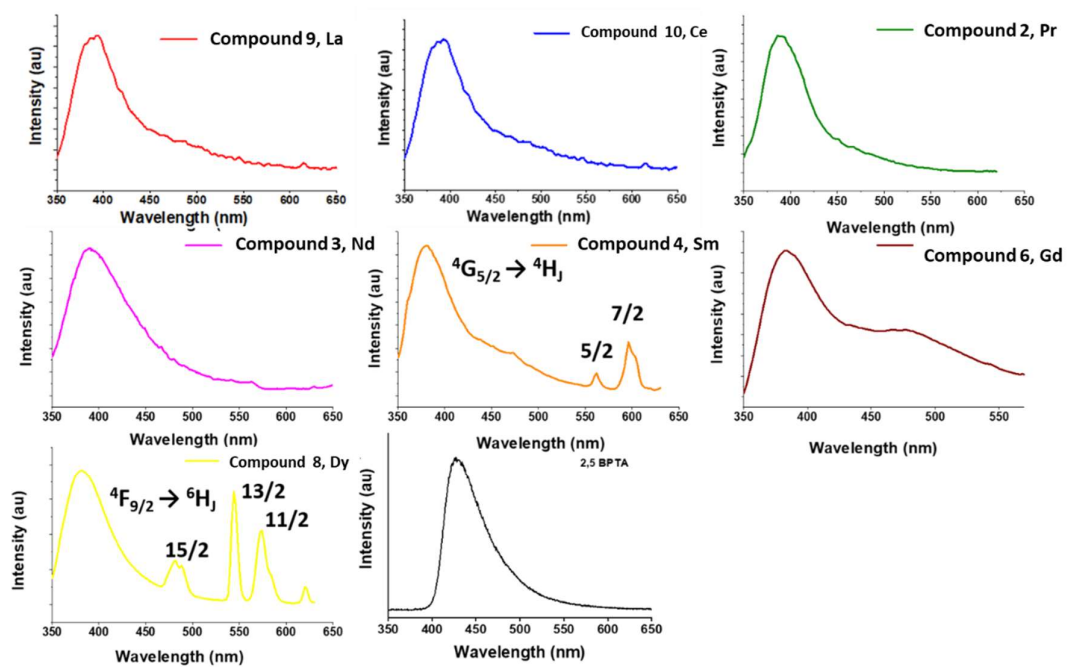 Compound 9, La
Intensity (au)
350 400 450 500 550 600 650
Wavelength (nm)
Compound 10, Ce
Intensity (au)
350 400 450 500 550 600 650
Wavelength (nm)
Compound 2, Pr
Intensity (au)
350 400 450 500 550 600 650
Wavelength (nm)
Compound 3, Nd
Intensity (au)
350 400 450 500 550 600 650
Wavelength (nm)
Compound 4, Sm
⁴G₅/₂ → ⁴H_J
7/2
5/2
Intensity (au)
350 400 450 500 550 600 650
Wavelength (nm)
Compound 6, Gd
Intensity (au)
350 400 450 500 550
Wavelength (nm)
Compound 8, Dy
⁴F₉/₂ → ⁶H_J
13/2
11/2
15/2
Intensity (au)
350 400 450 500 550 600 650
Wavelength (nm)
2,5 BPTA
Intensity (au)
350 400 450 500 550 600 650
Wavelength (nm)